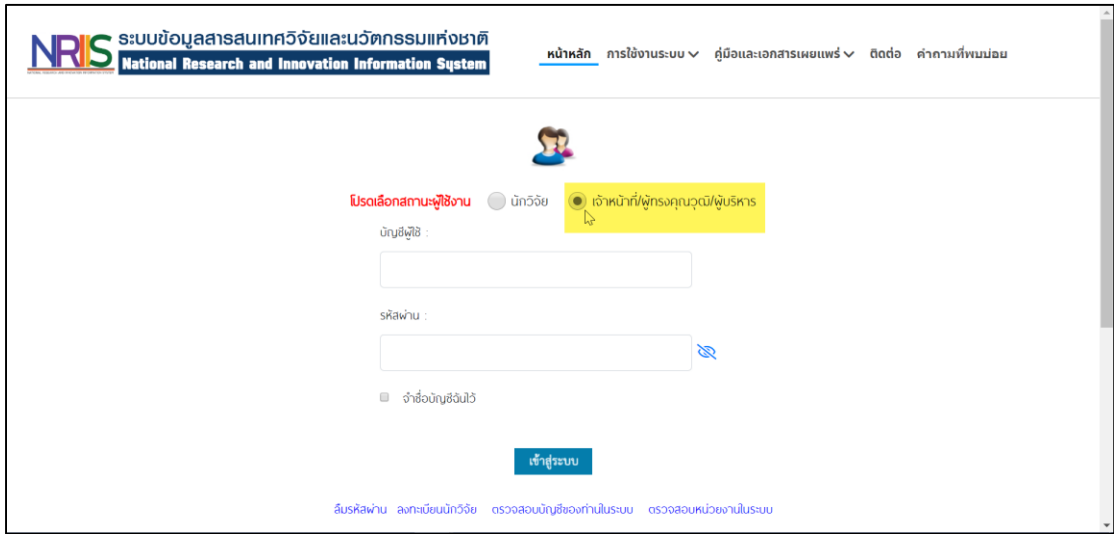 NRIIS ระบบข้อมูลสารสนเทศวิจัยและนวัตกรรมแห่งชาติ
National Research and Innovation Information System
หน้าหลัก การใช้งานระบบ คู่มือและเอกสารเผยแพร่ ติดต่อ คำถามที่พบบ่อย
โปรดเลือกสถานะผู้ใช้งาน นักวิจัย เจ้าหน้าที่/ผู้ทรงคุณวุฒิ/ผู้บริหาร
บัญชีผู้ใช้ :
รหัสผ่าน :
จำชื่อบัญชีฉันไว้
เข้าสู่ระบบ
ลืมรหัสผ่าน ลงทะเบียนนักวิจัย ตรวจสอบบัญชีของท่านในระบบ ตรวจสอบหน่วยงานในระบบ